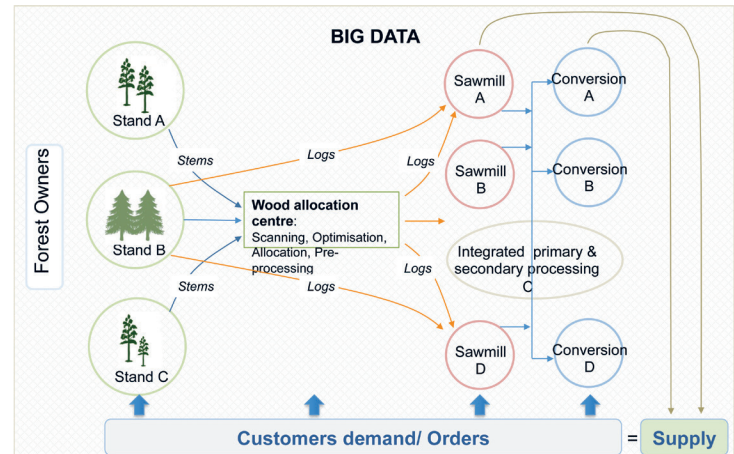 BIG DATA
Forest Owners
Stand A
Stand B
Stand C
Stems
Stems
Logs
Logs
Wood allocation
centre:
Scanning, Optimisation,
Allocation, Pre-
processing
Logs
Logs
Sawmill
A
Sawmill
B
Integrated primary &
secondary processing
C
Sawmill
D
Conversion
A
Conversion
B
Conversion
D
Customers demand/ Orders
=
Supply